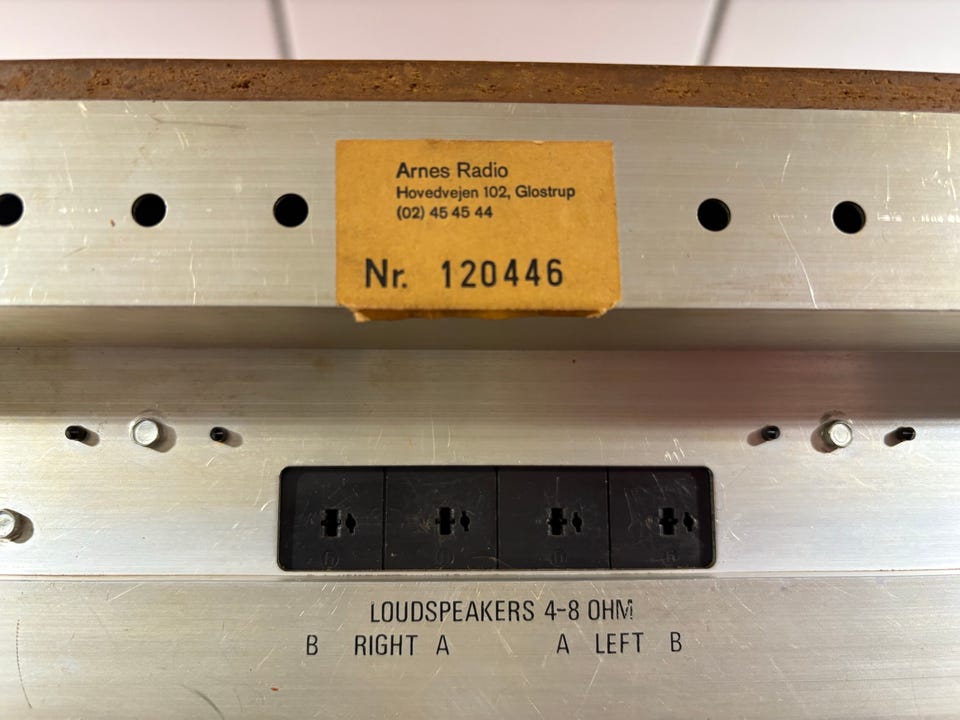 Arnes Radio
Hovedvejen 102, Glostrup
(02) 45 45 44
Nr. 120446
LOUDSPEAKERS 4-8 OHM
B RIGHT A A LEFT B